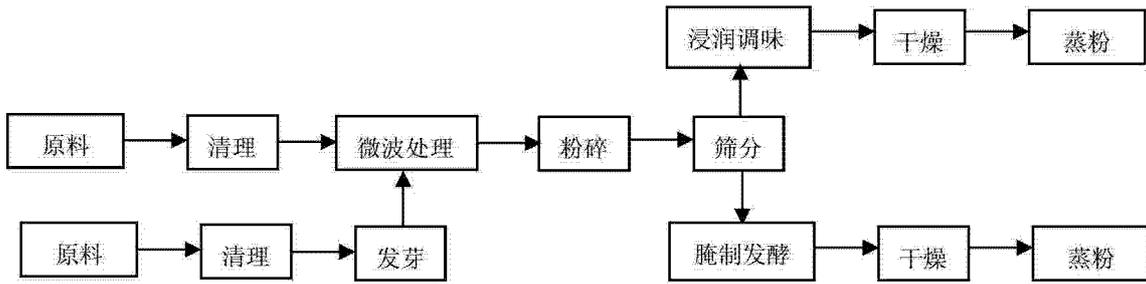 浸润调味
干燥
蒸粉
原料
清理
微波处理
粉碎
筛分
原料
清理
发芽
腌制发酵
干燥
蒸粉